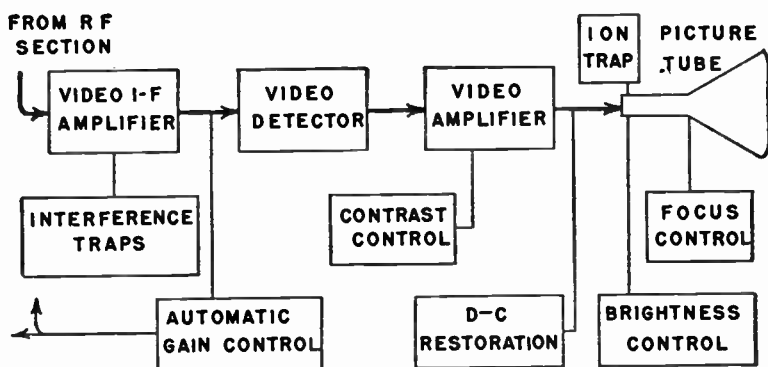 FROM RF
SECTION
ION
TRAP
PICTURE
TUBE
VIDEO I-F
AMPLIFIER
VIDEO
DETECTOR
VIDEO
AMPLIFIER
INTERFERENCE
TRAPS
CONTRAST
CONTROL
FOCUS
CONTROL
AUTOMATIC
GAIN CONTROL
D-C
RESTORATION
BRIGHTNESS
CONTROL